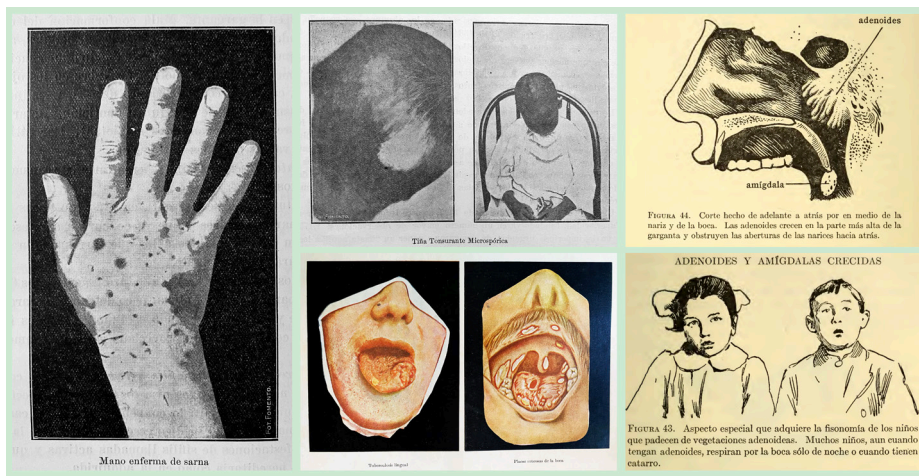 HOT.FOMENTO.
Mano enferma de sarna
Tiña Tonsurante Microspórica
Tuberculosis lingual
Placas mucosas de la boca
adenoides
amígdala
FIGURA 44. Corte hecho de adelante a atrás por en medio de la
nariz y de la boca. Las adenoides crecen en la parte más alta de la
garganta y obstruyen las aberturas de las narices hacia atrás.
ADENOIDES Y AMÍGDALAS CRECIDAS
FIGURA 43. Aspecto especial que adquiere la fisonomía de los niños
que padecen de vegetaciones adenoideas. Muchos niños, aun cuando
tengan adenoides, respiran por la boca sólo de noche o cuando tienen
catarro.